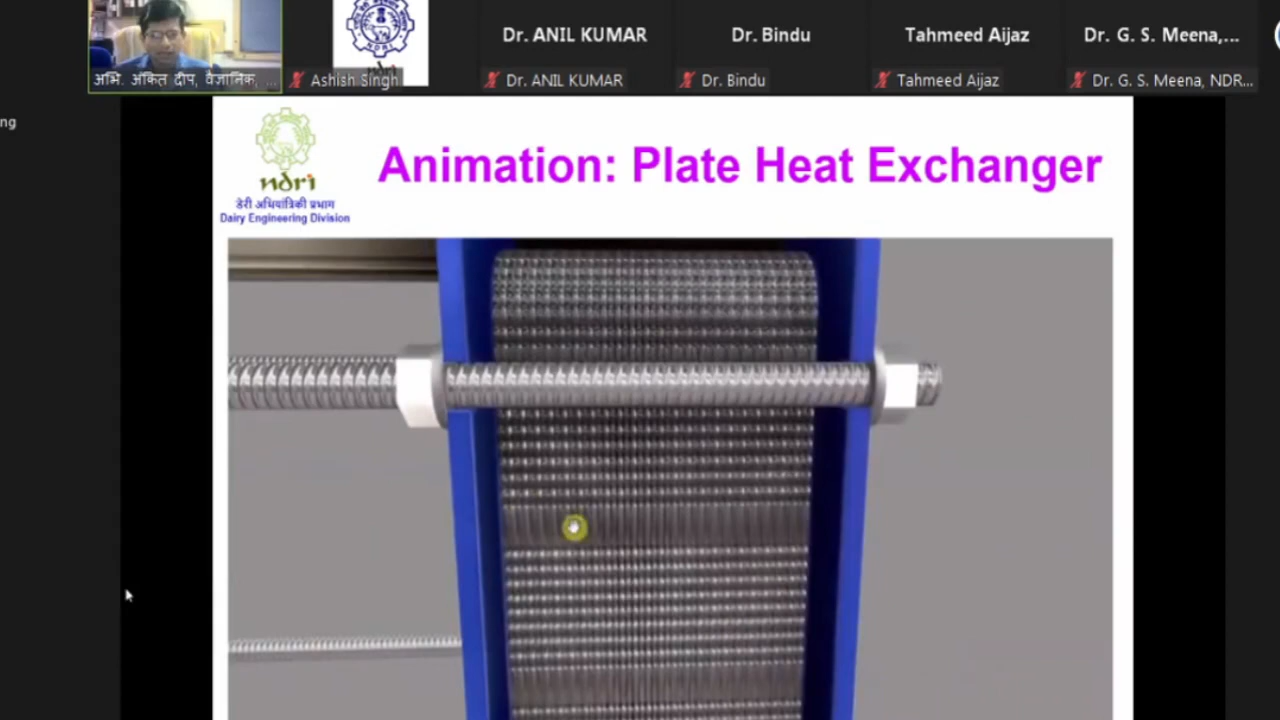 Dr. ANIL KUMAR
Dr. Bindu
Tahmeed Aijaz
Dr. G. S. Meena,...
अभि. अंकित दीप, वैज्ञानिक, ...
Ashish Singh
Dr. ANIL KUMAR
Dr. Bindu
Tahmeed Aijaz
Dr. G. S. Meena, NDR...
ng
ndri
डेरी अभियांत्रिकी प्रभाग
Dairy Engineering Division
Animation: Plate Heat Exchanger